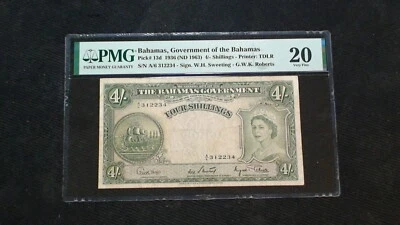 PMG
PAPER MONEY GUARANTY
Bahamas, Government of the Bahamas
Pick# 13d 1936 (ND 1963) 4/- Shillings - Printer: TDLR
S/N A/6 312234 - Sign. W.H. Sweeting - G.W.K. Roberts
20
Very Fine
THE BAHAMAS GOVERNMENT
4/- 4/-
312234
FOUR SHILLINGS
312234
4/- 4/-